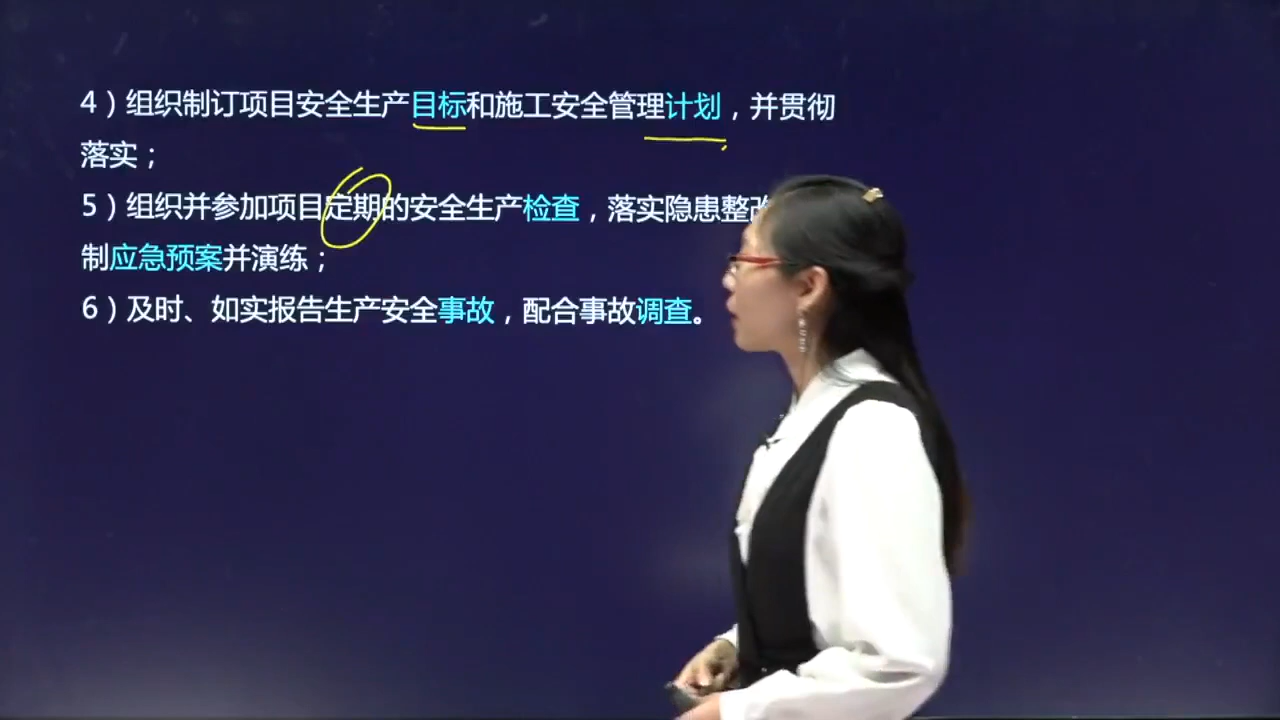 4）组织制订项目安全生产目标和施工安全管理计划，并贯彻
落实；
5）组织并参加项目定期的安全生产检查，落实隐患整改
制应急预案并演练；
6）及时、如实报告生产安全事故，配合事故调查。